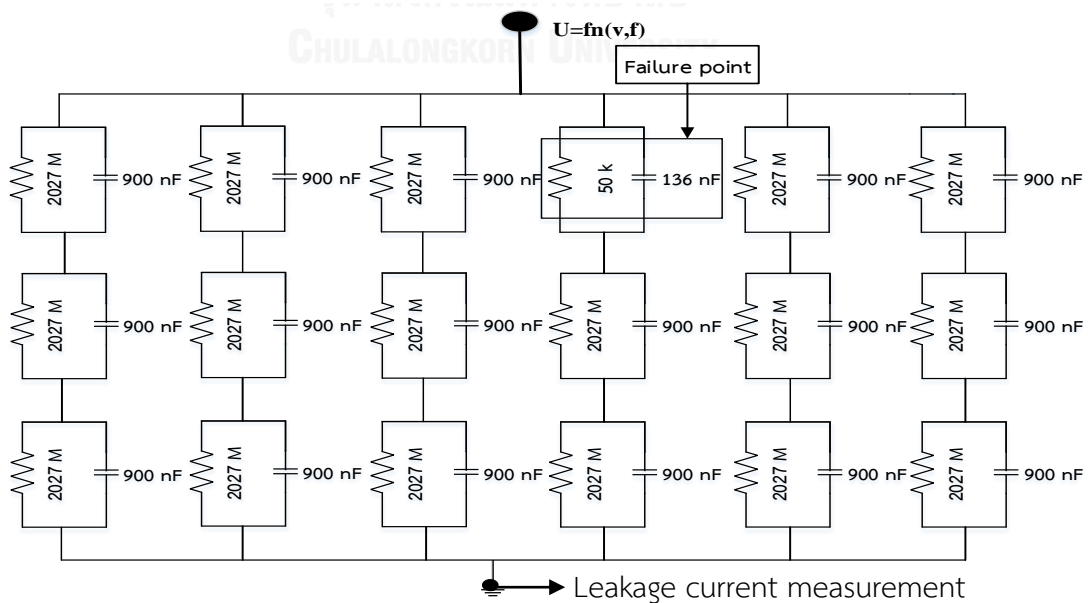 CHULALONGKORN UNIVERSITY
U=fn(v,f)
Failure point
2027 M 900 nF 2027 M 900 nF 2027 M 900 nF 50 k 136 nF 2027 M 900 nF 2027 M 900 nF
2027 M 900 nF 2027 M 900 nF 2027 M 900 nF 2027 M 900 nF 2027 M 900 nF 2027 M 900 nF
2027 M 900 nF 2027 M 900 nF 2027 M 900 nF 2027 M 900 nF 2027 M 900 nF 2027 M 900 nF
Leakage current measurement